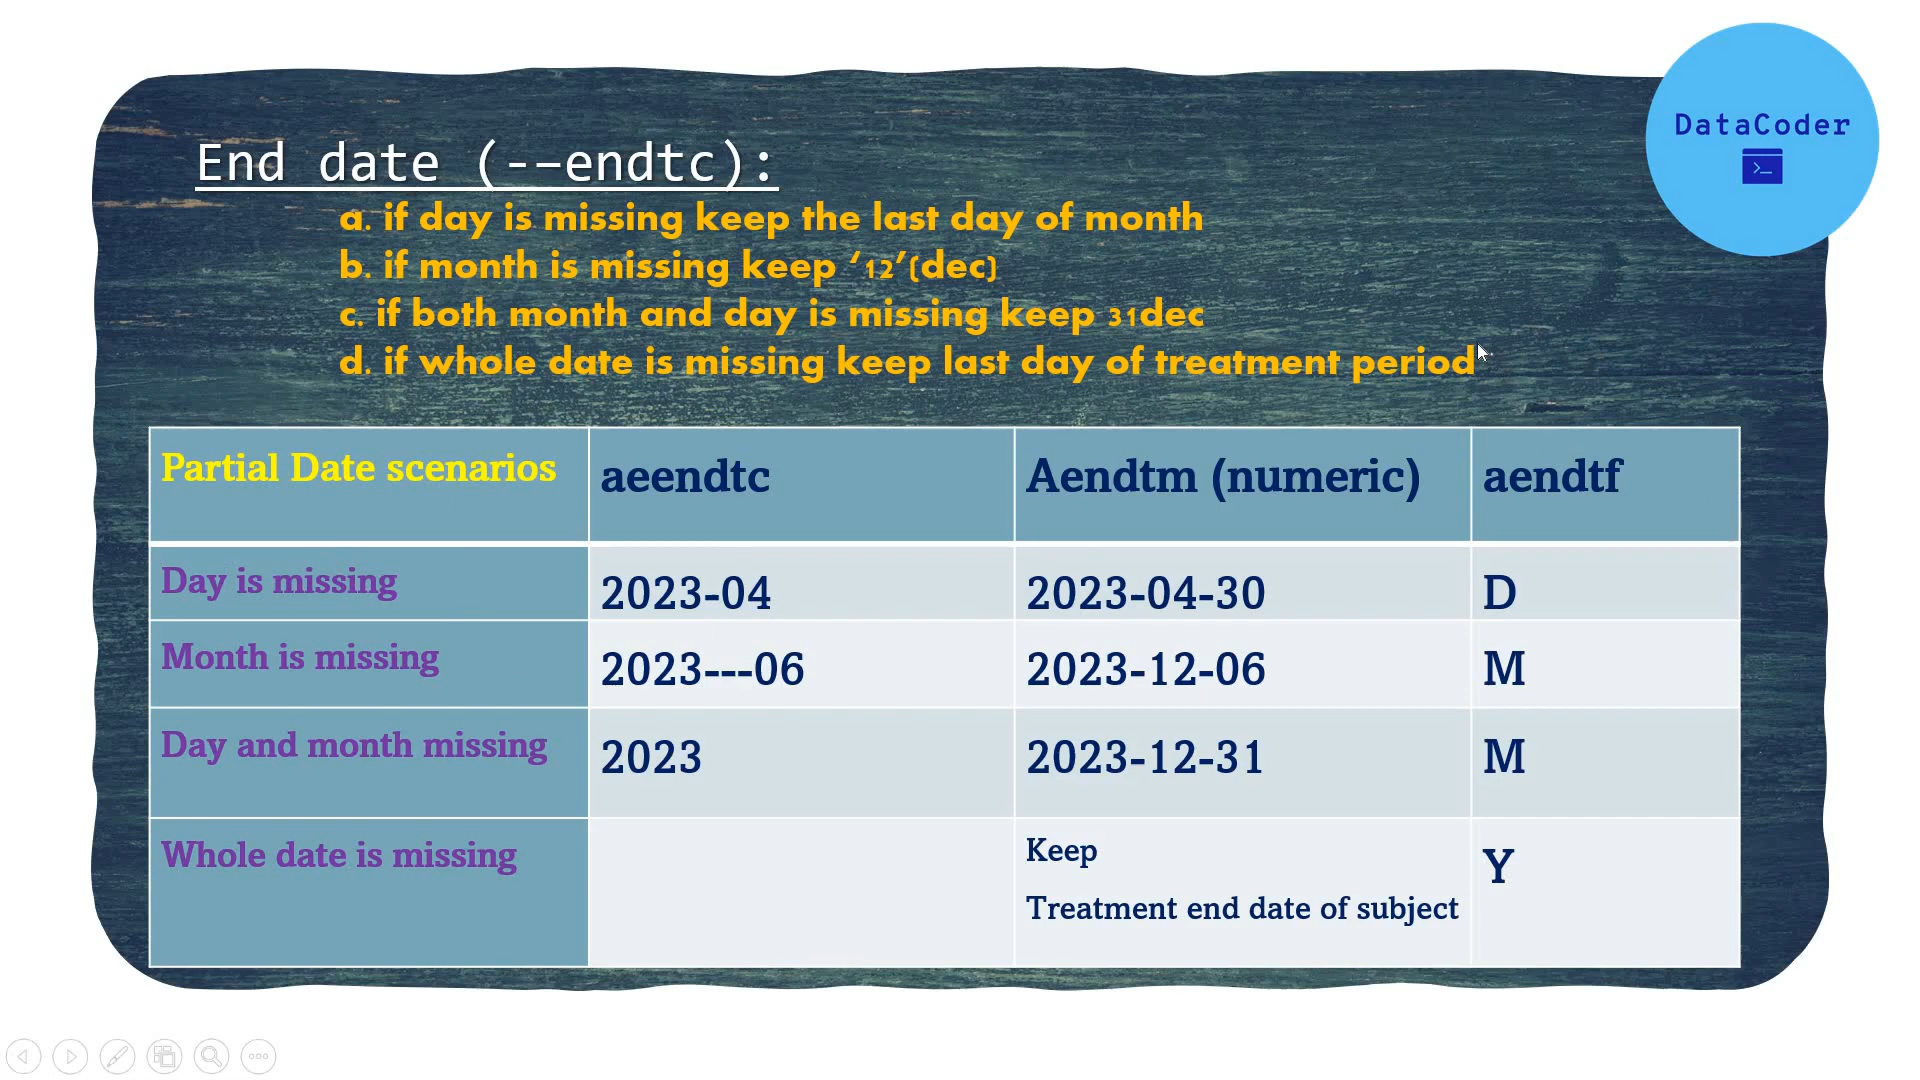 DataCoder
>_
End date (--endtc):
a. if day is missing keep the last day of month
b. if month is missing keep ‘12’(dec)
c. if both month and day is missing keep 31dec
d. if whole date is missing keep last day of treatment period.
Partial Date scenarios aeendtc Aendtm (numeric) aendtf
Day is missing 2023-04 2023-04-30 D
Month is missing 2023---06 2023-12-06 M
Day and month missing 2023 2023-12-31 M
Whole date is missing Keep Y
Treatment end date of subject